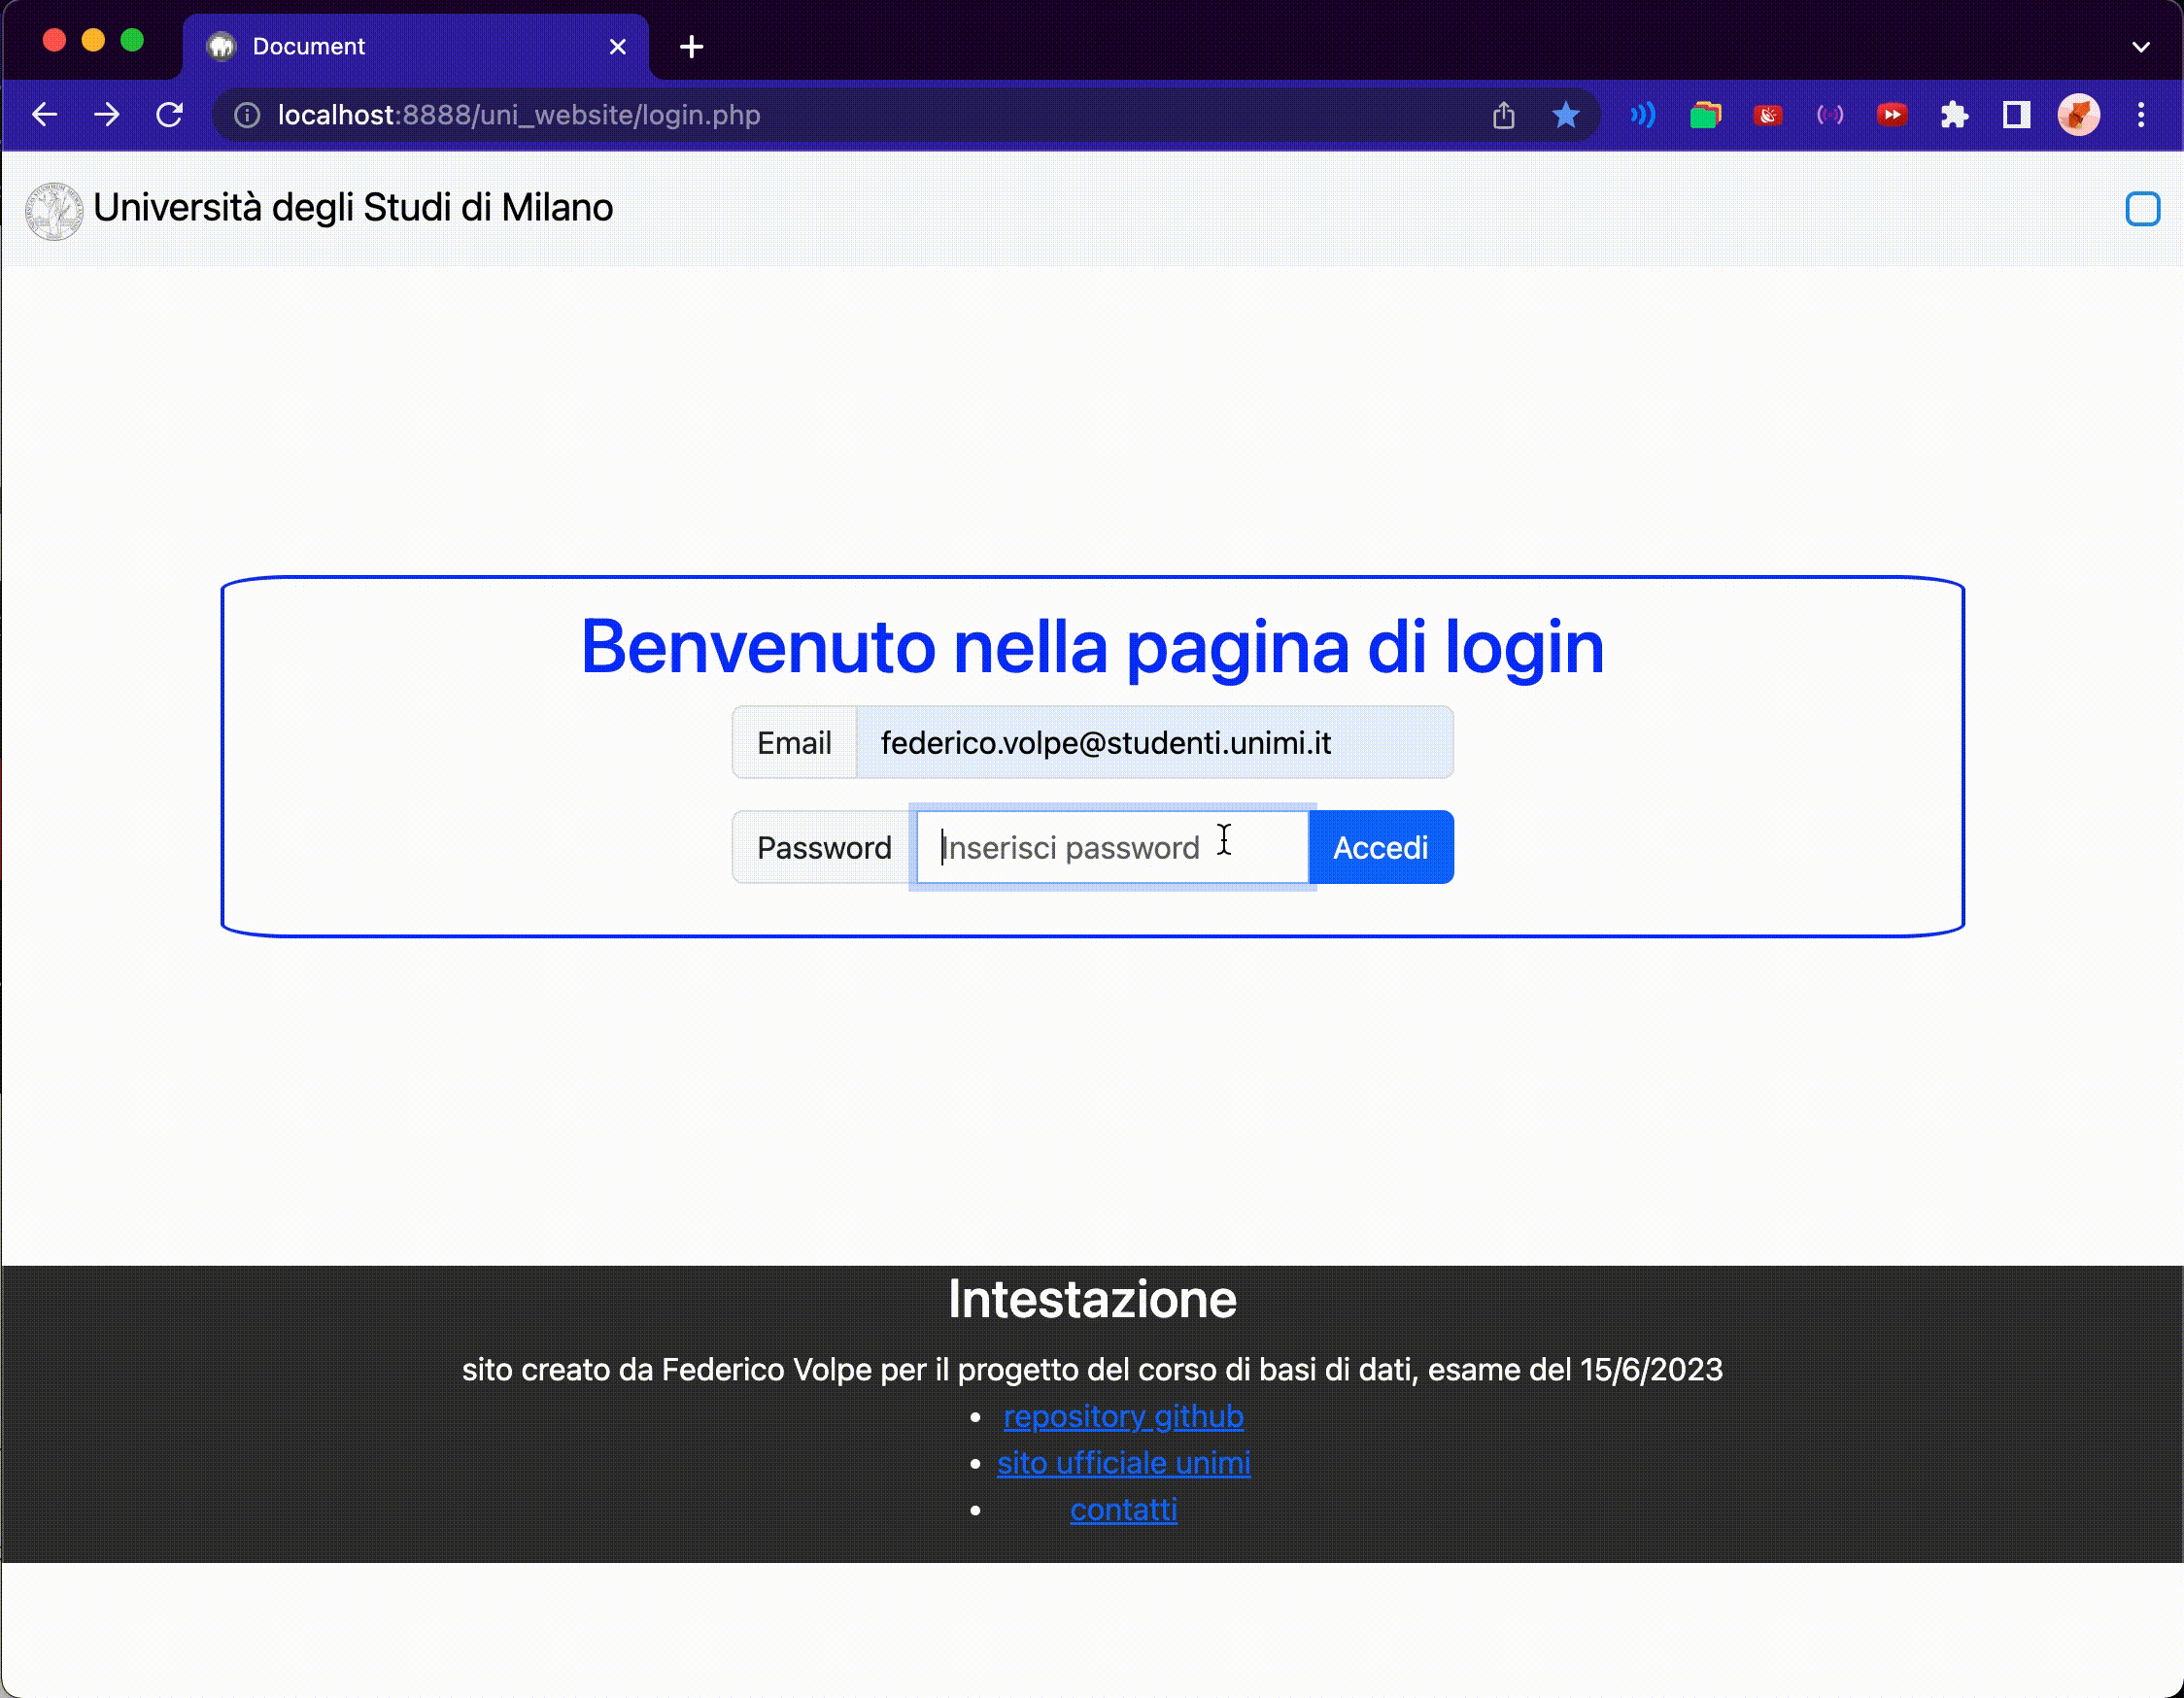 Document
localhost:8888/uni_website/login.php
Università degli Studi di Milano
Benvenuto nella pagina di login
Email federico.volpe@studenti.unimi.it
Password Inserisci password Accedi
Intestazione
sito creato da Federico Volpe per il progetto del corso di basi di dati, esame del 15/6/2023
• repository github
• sito ufficiale unimi
• contatti